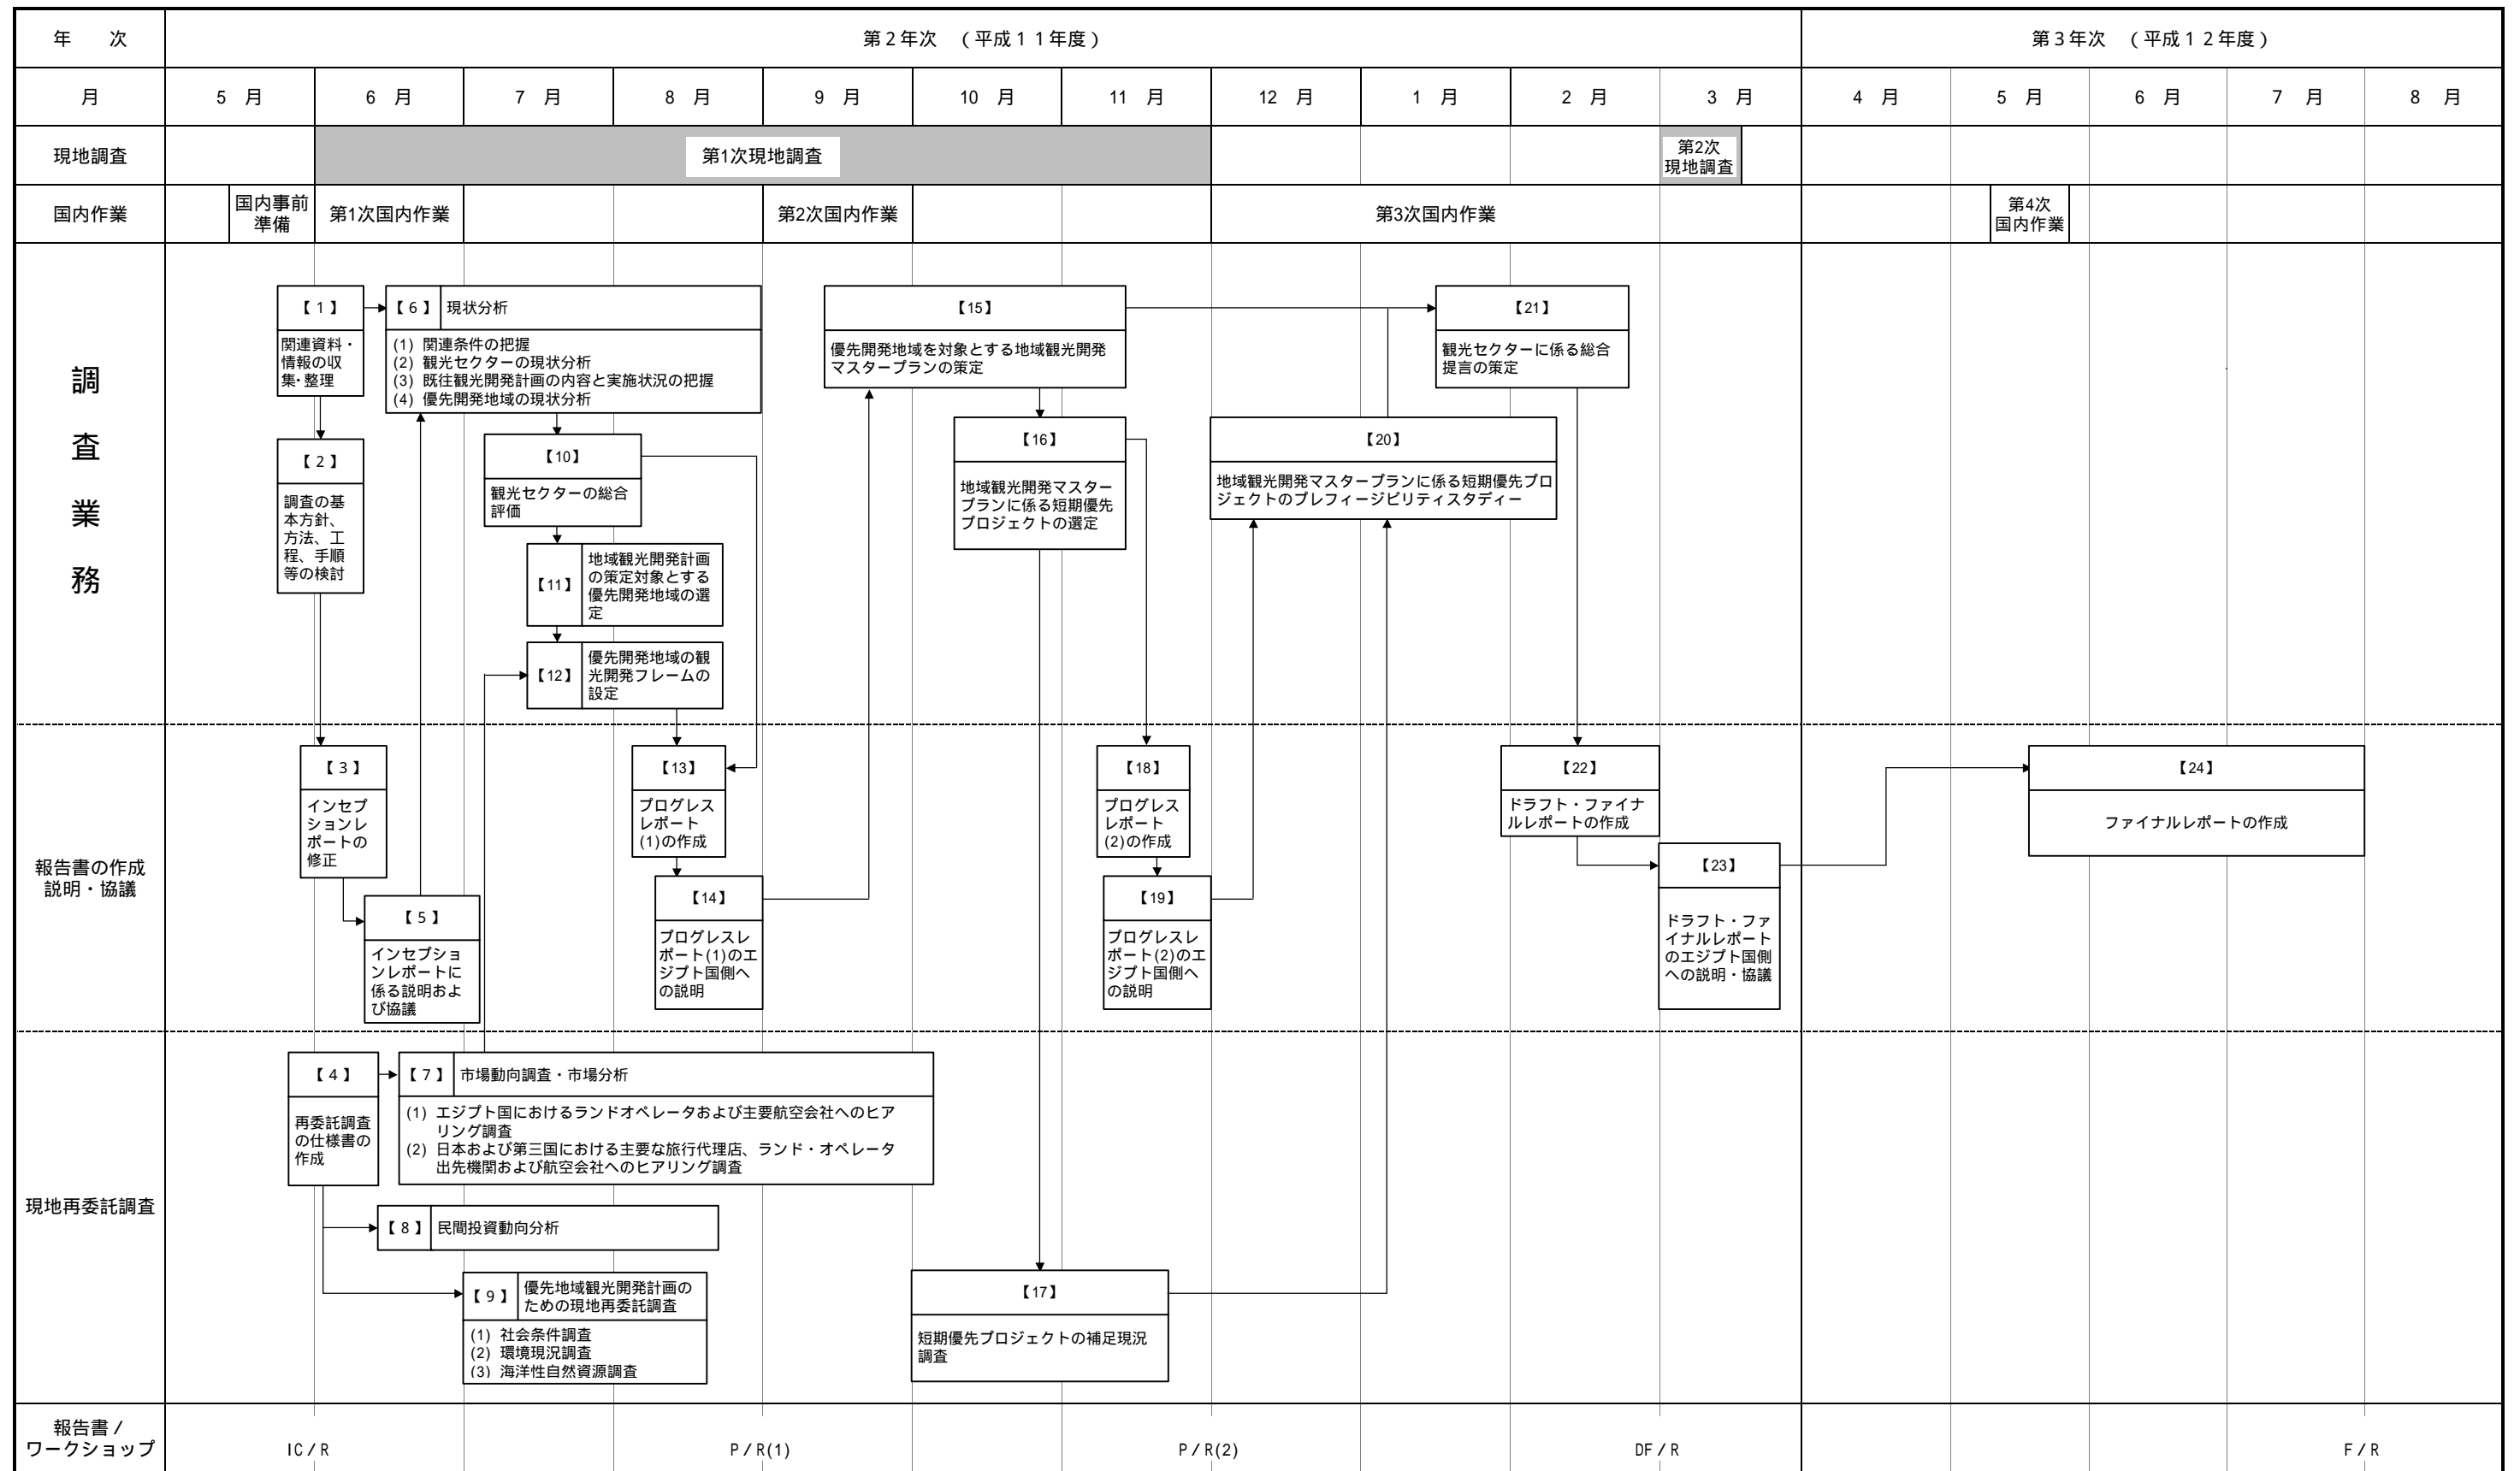 年　　次
第２年次　（平成１１年度）
第３年次　（平成１２年度）
月
5　月
6　月
7　月
8　月
9　月
10　月
11　月
12　月
1　月
2　月
3　月
4　月
5　月
6　月
7　月
8　月
現地調査
第1次現地調査
第2次
現地調査
国内作業
国内事前
準備
第1次国内作業
第2次国内作業
第3次国内作業
第4次
国内作業
調
査
業
務
【 1 】
関連資料・
情報の収
集・整理
【 2 】
調査の基
本方針、
方法、工
程、手順
等の検討
【 6 】
現状分析
(1) 関連条件の把握
(2) 観光セクターの現状分析
(3) 既往観光開発計画の内容と実施状況の把握
(4) 優先開発地域の現状分析
【10】
観光セクターの総合
評価
【11】
地域観光開発計画
の策定対象とする
優先開発地域の選
定
【12】
優先開発地域の観
光開発フレームの
設定
【15】
優先開発地域を対象とする地域観光開発
マスタープランの策定
【16】
地域観光開発マスター
プランに係る短期優先
プロジェクトの選定
【20】
地域観光開発マスタープランに係る短期優先プロ
ジェクトのプレフィージビリティスタディー
【21】
観光セクターに係る総合
提言の策定
報告書の作成
説明・協議
【 3 】
インセプ
ションレ
ポートの
修正
【 5 】
インセプショ
ンレポートに
係る説明およ
び協議
【13】
プログレス
レポート
(1)の作成
【14】
プログレスレ
ポート(1)のエ
ジプト国側へ
の説明
【18】
プログレス
レポート
(2)の作成
【19】
プログレスレ
ポート(2)のエ
ジプト国側へ
の説明
【22】
ドラフト・ファイナ
ルレポートの作成
【23】
ドラフト・ファ
イナルレポート
のエジプト国側
への説明・協議
【24】
ファイナルレポートの作成
現地再委託調査
【 4 】
再委託調査
の仕様書の
作成
【 7 】
市場動向調査・市場分析
(1) エジプト国におけるランドオペレータおよび主要航空会社へのヒア
リング調査
(2) 日本および第三国における主要な旅行代理店、ランド・オペレータ
出先機関および航空会社へのヒアリング調査
【 8 】
民間投資動向分析
【 9 】
優先地域観光開発計画の
ための現地再委託調査
(1) 社会条件調査
(2) 環境現況調査
(3) 海洋性自然資源調査
【17】
短期優先プロジェクトの補足現況
調査
報告書／
ワークショップ
IC／R
P／R(1)
P／R(2)
DF／R
F／R